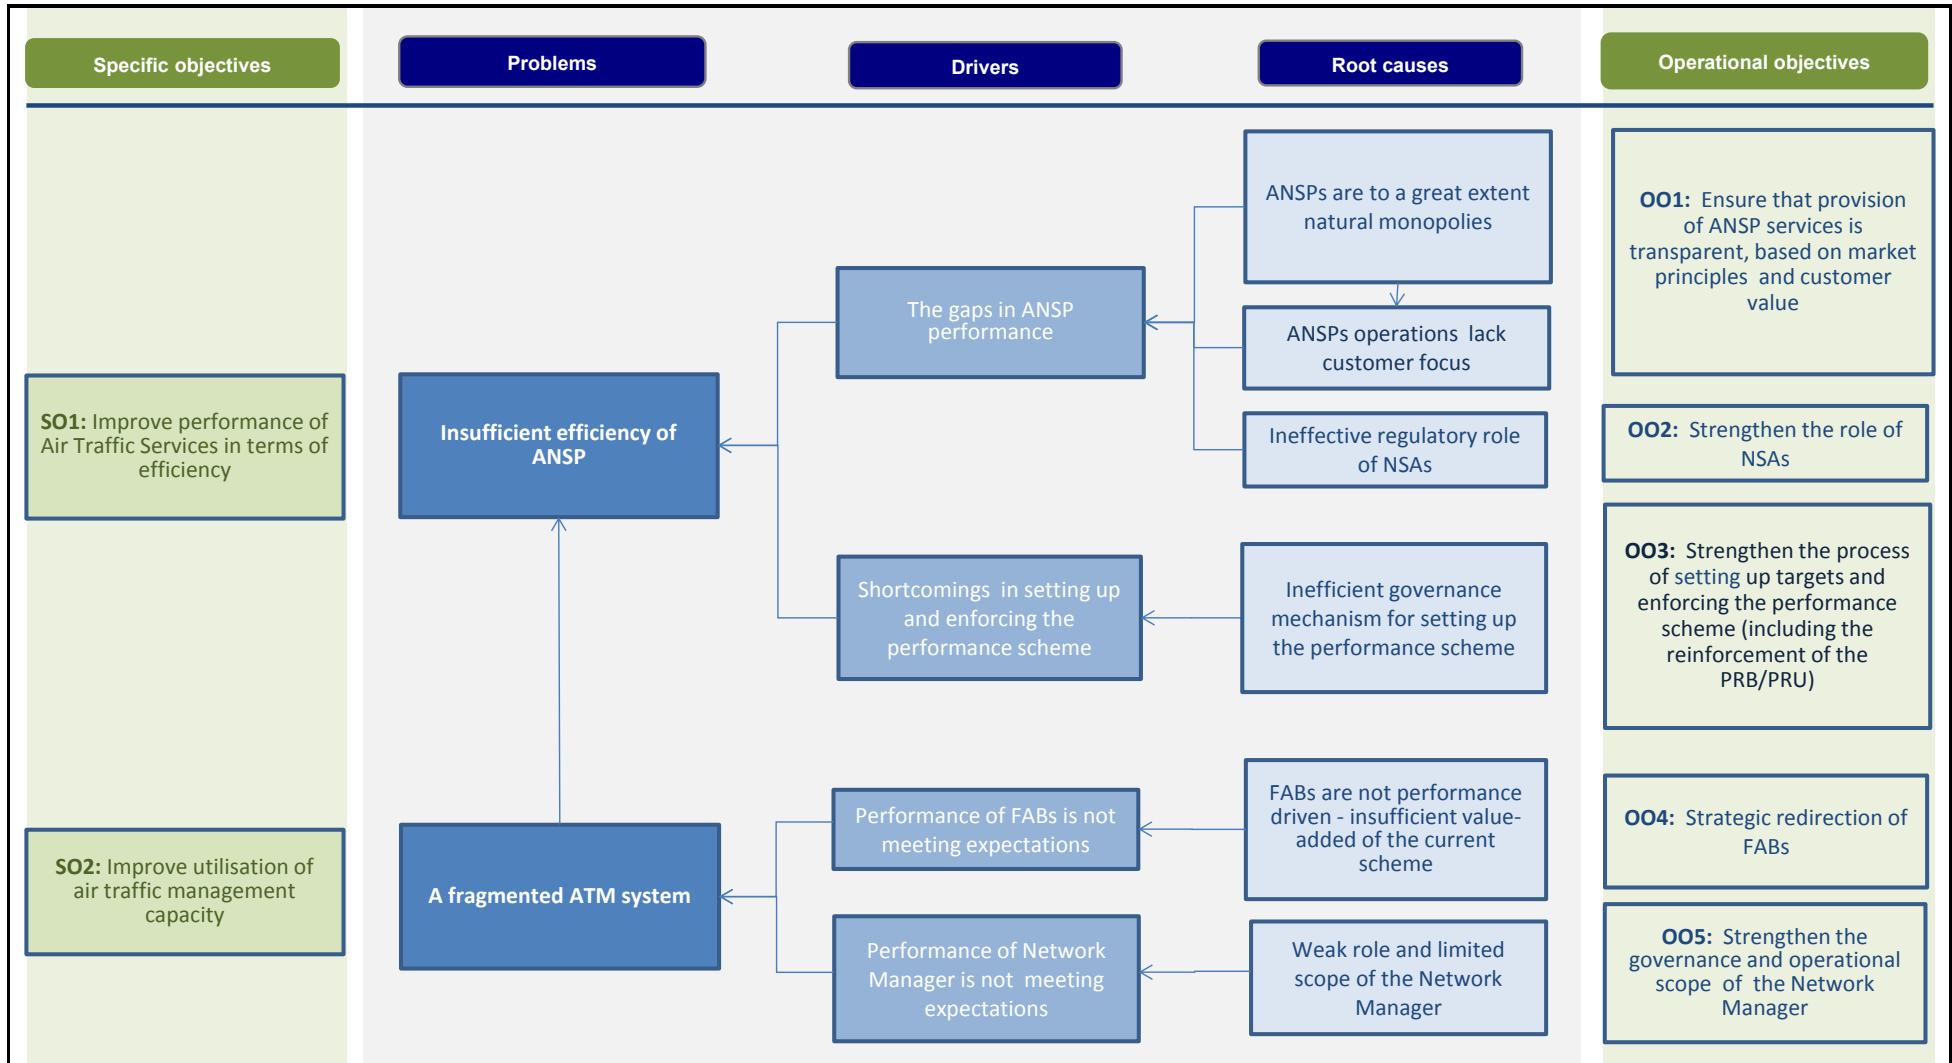 Specific objectives
Problems
Drivers
Root causes
Operational objectives
SO1: Improve performance of
Air Traffic Services in terms of
efficiency
SO2: Improve utilisation of
air traffic management
capacity
Insufficient efficiency of
ANSP
A fragmented ATM system
The gaps in ANSP
performance
Shortcomings in setting up
and enforcing the
performance scheme
Performance of FABs is not
meeting expectations
Performance of Network
Manager is not meeting
expectations
ANSPs are to a great extent
natural monopolies
ANSPs operations lack
customer focus
Ineffective regulatory role
of NSAs
Inefficient governance
mechanism for setting up
the performance scheme
FABs are not performance
driven - insufficient value-
added of the current
scheme
Weak role and limited
scope of the Network
Manager
OO1: Ensure that provision
of ANSP services is
transparent, based on market
principles and customer
value
OO2: Strengthen the role of
NSAs
OO3: Strengthen the process
of setting up targets and
enforcing the performance
scheme (including the
reinforcement of the
PRB/PRU)
OO4: Strategic redirection of
FABs
OO5: Strengthen the
governance and operational
scope of the Network
Manager